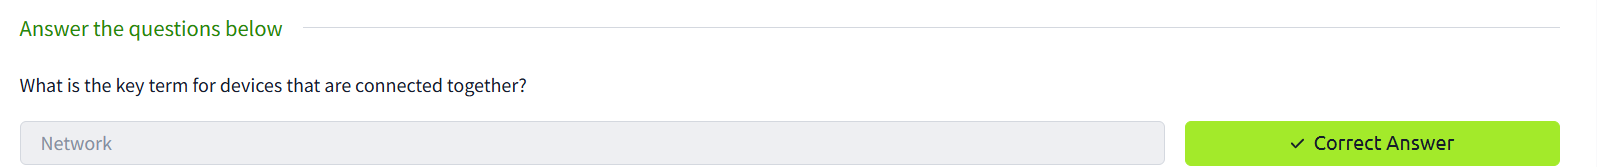 Answer the questions below
What is the key term for devices that are connected together?
Network
✓ Correct Answer